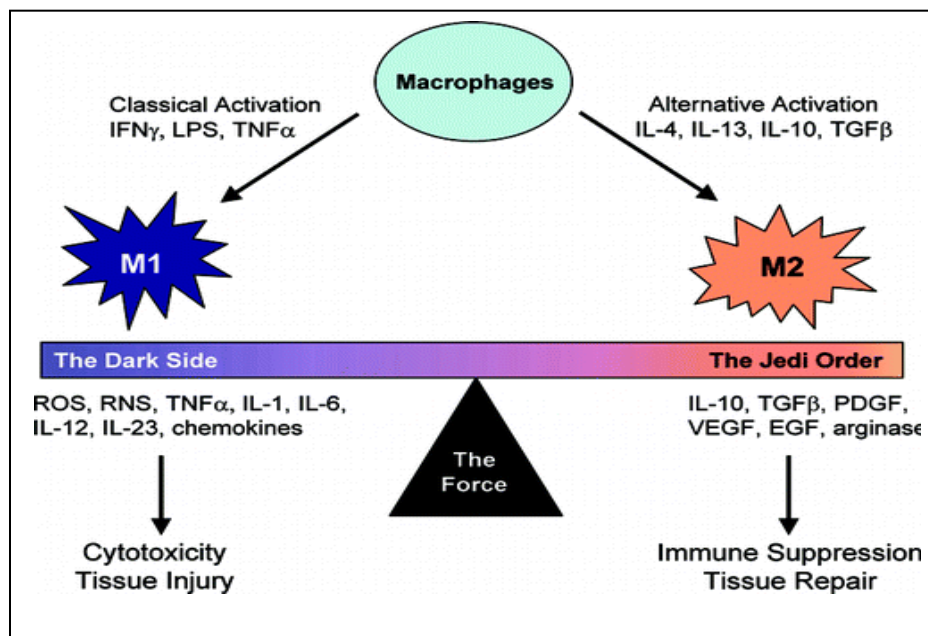 Macrophages
Classical Activation
IFNγ, LPS, TNFα
Alternative Activation
IL-4, IL-13, IL-10, TGFβ
M1
M2
The Dark Side
The Jedi Order
ROS, RNS, TNFα, IL-1, IL-6,
IL-12, IL-23, chemokines
IL-10, TGFβ, PDGF,
VEGF, EGF, arginase
The
Force
Cytotoxicity
Tissue Injury
Immune Suppression
Tissue Repair